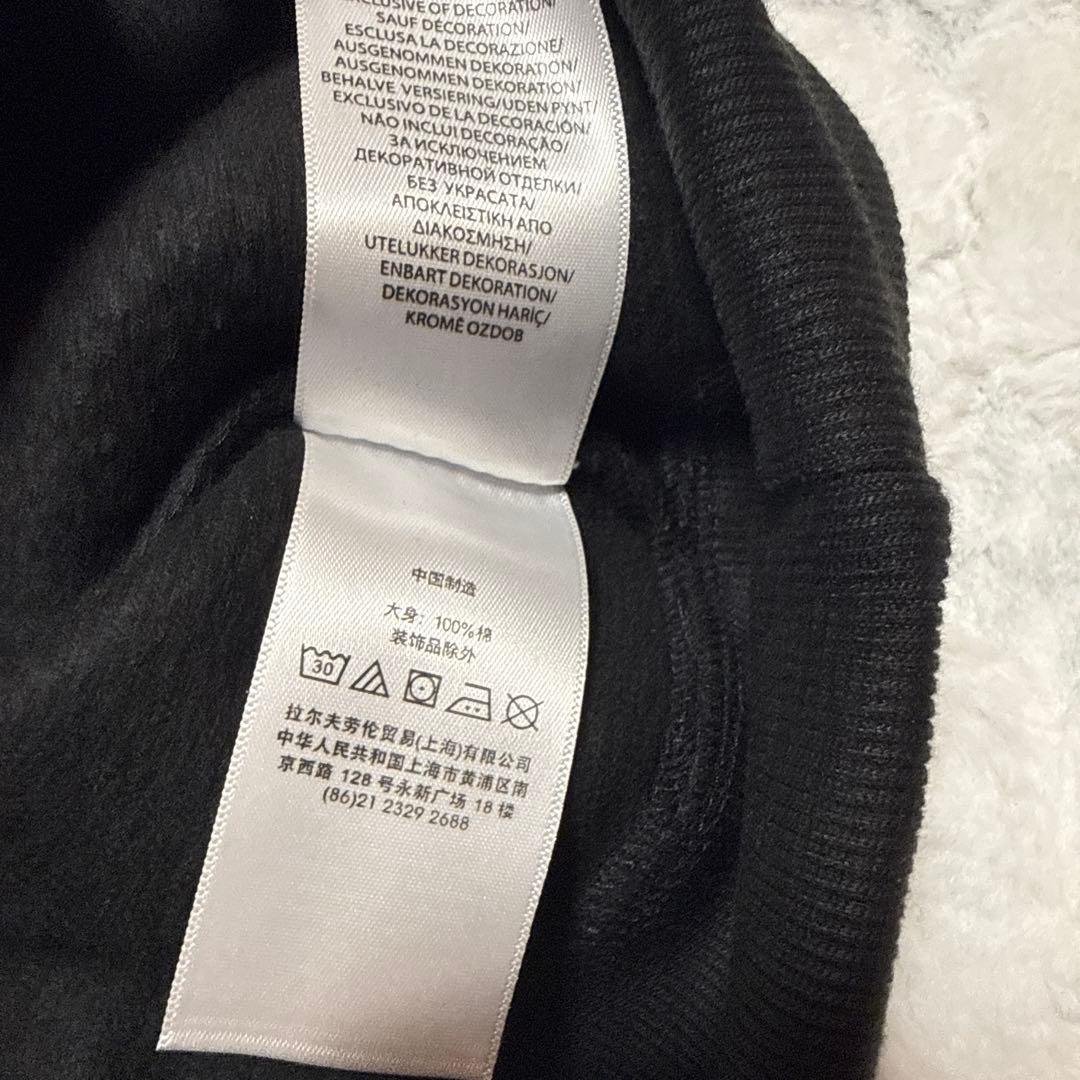 EXCLUSIVE OF DECORATION/
SAUF DÉCORATION/
ESCLUSA LA DECORAZIONE/
AUSGENOMMEN DEKORATION/
AUSGENOMMEN DEKORATION/
BEHALVE VERSIERING/UDEN PYNT/
EXCLUSIVO DE LA DECORACIÓN/
NÃO INCLUI DECORAÇÃO/
ЗА ИСКЛЮЧЕНИЕМ
ДЕКОРАТИВНОЙ ОТДЕЛКИ/
БЕЗ УКРАСАТА/
ΑΠΟΚΛΕΙΣΤΙΚΗ ΑΠΟ
ΔΙΑΚΟΣΜΗΣΗ/
UTELUKKER DEKORASJON/
ENBART DEKORATION/
DEKORASYON HARİÇ/
KROMĚ OZDOB
中国制造
大身: 100%棉
装饰品除外
30
拉尔夫劳伦贸易(上海)有限公司
中华人民共和国上海市黄浦区南
京西路 128 号永新广场 18 楼
(86)21 2329 2688